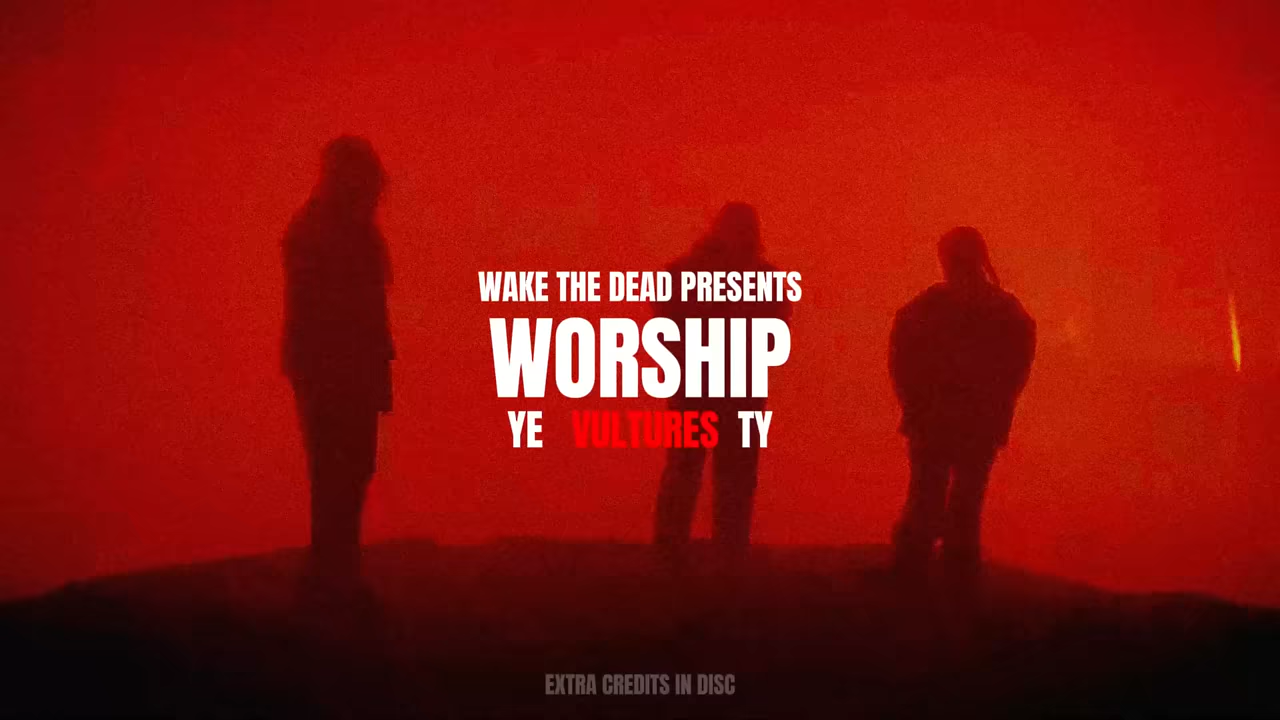 WAKE THE DEAD PRESENTS
WORSHIP
YE VULTURES TY
EXTRA CREDITS IN DISC